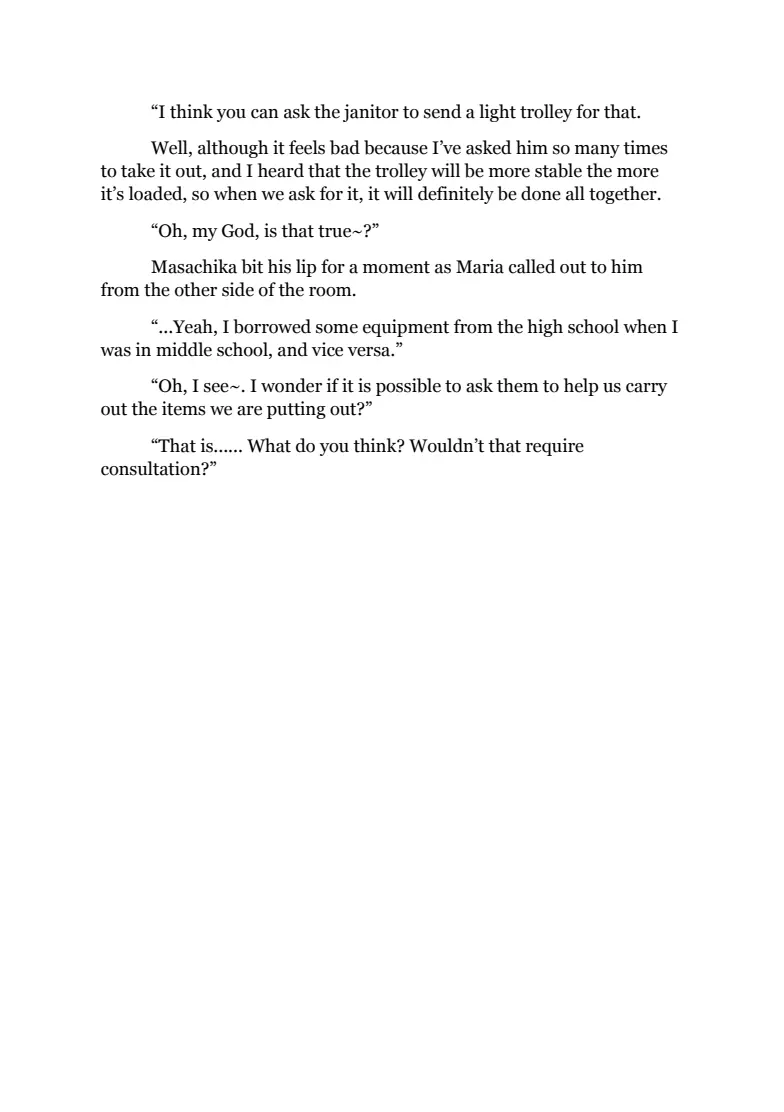 “I think you can ask the janitor to send a light trolley for that.
Well, although it feels bad because I’ve asked him so many times
to take it out, and I heard that the trolley will be more stable the more
it’s loaded, so when we ask for it, it will definitely be done all together.
“Oh, my God, is that true~?”
Masachika bit his lip for a moment as Maria called out to him
from the other side of the room.
“...Yeah, I borrowed some equipment from the high school when I
was in middle school, and vice versa.”
“Oh, I see~. I wonder if it is possible to ask them to help us carry
out the items we are putting out?”
“That is...... What do you think? Wouldn’t that require
consultation?”